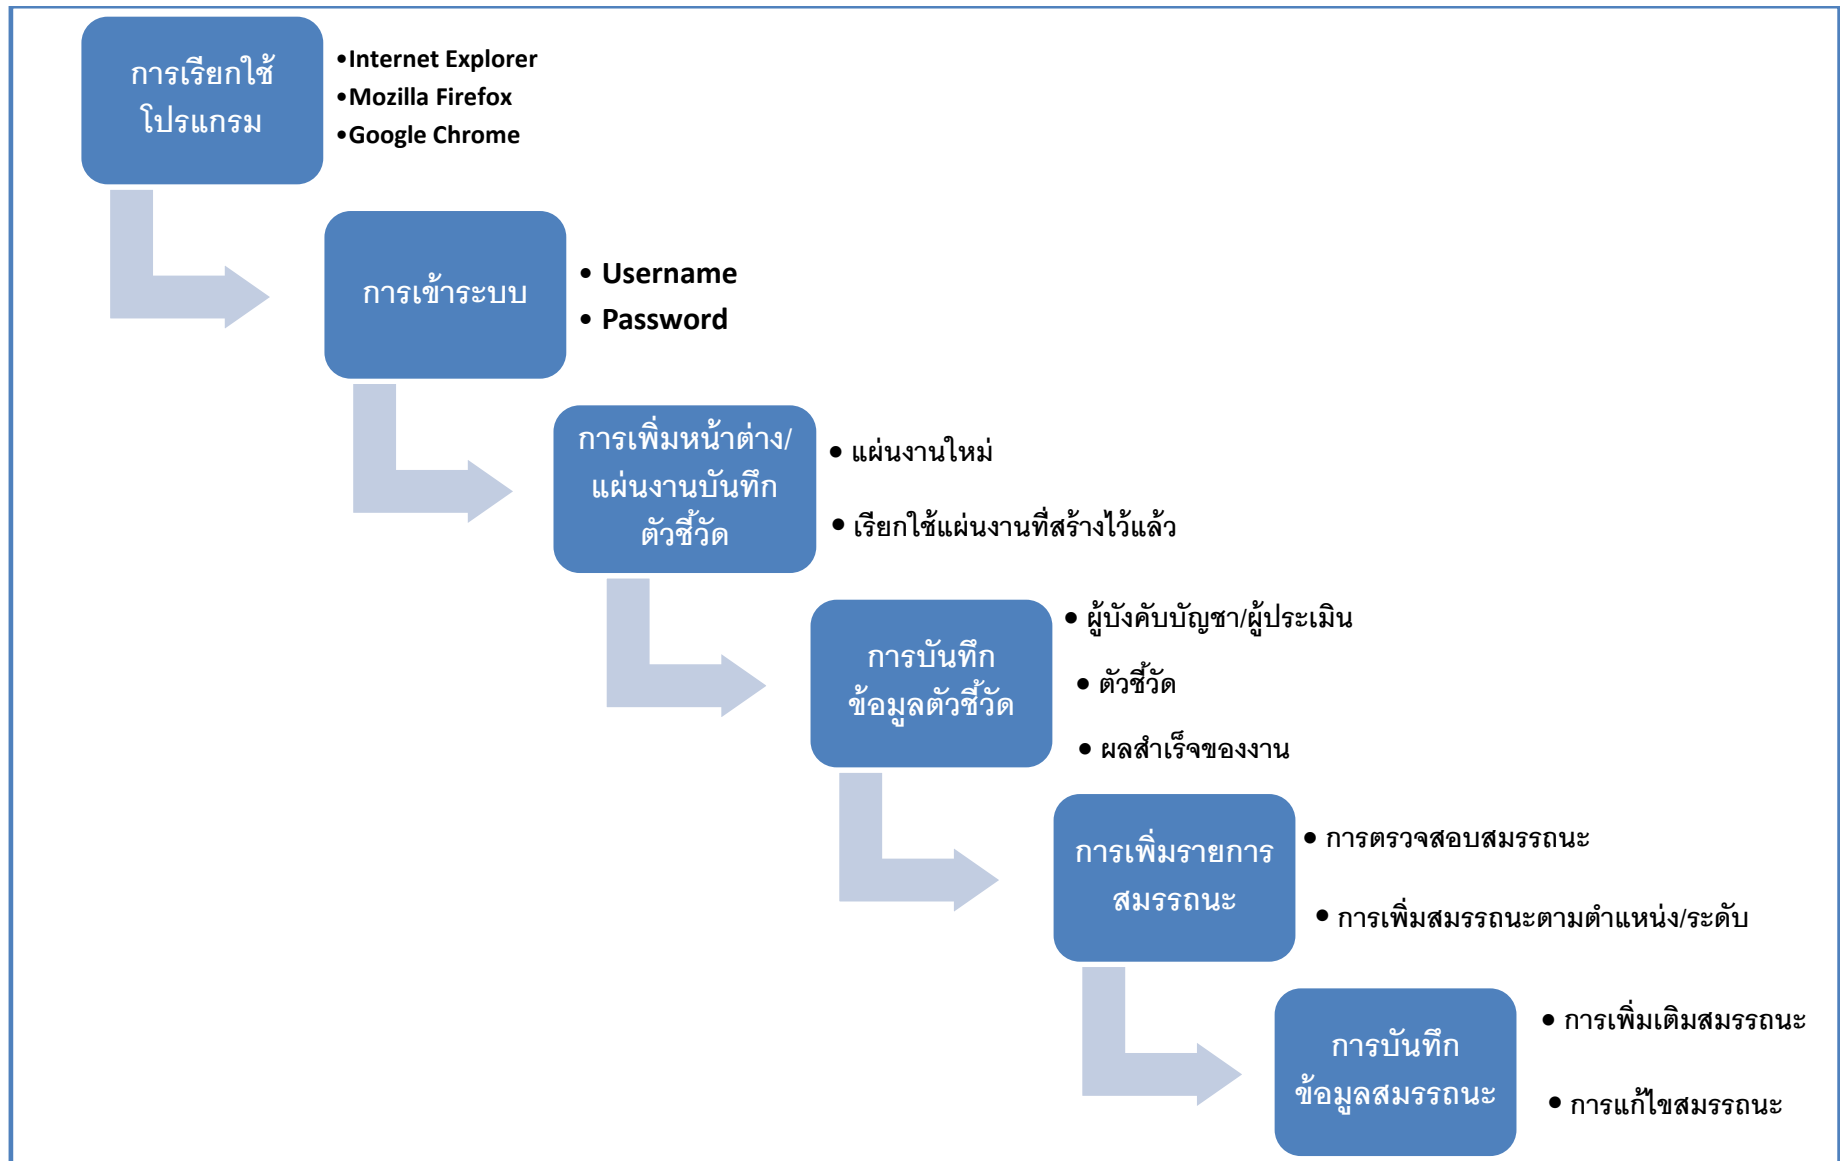 การเรียกใช้
โปรแกรม
•Internet Explorer
•Mozilla Firefox
•Google Chrome
การเข้าระบบ
• Username
• Password
การเพิ่มหน้าต่าง/
แผ่นงานบันทึก
ตัวชี้วัด
• แผ่นงานใหม่
• เรียกใช้แผ่นงานที่สร้างไว้แล้ว
การบันทึก
ข้อมูลตัวชี้วัด
• ผู้บังคับบัญชา/ผู้ประเมิน
• ตัวชี้วัด
• ผลสำเร็จของงาน
การเพิ่มรายการ
สมรรถนะ
• การตรวจสอบสมรรถนะ
• การเพิ่มสมรรถนะตามตำแหน่ง/ระดับ
การบันทึก
ข้อมูลสมรรถนะ
• การเพิ่มเติมสมรรถนะ
• การแก้ไขสมรรถนะ